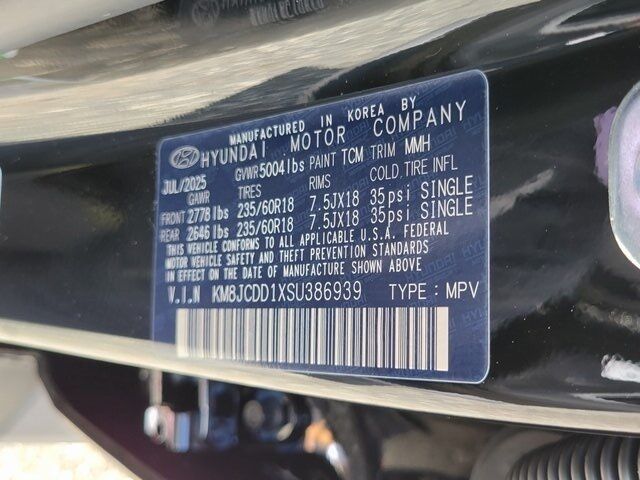 MANUFACTURED IN KOREA BY
HYUNDAI MOTOR COMPANY
JUL/2025 GVWR 5004lbs PAINT TCM TRIM MMH
GAWR TIRES RIMS COLD TIRE INFL
FRONT 2778 lbs 235/60R18 7.5JX18 35psi SINGLE
REAR 2646 lbs 235/60R18 7.5JX18 35psi SINGLE
THIS VEHICLE CONFORMS TO ALL APPLICABLE U.S.A. FEDERAL
MOTOR VEHICLE SAFETY AND THEFT PREVENTION STANDARDS
IN EFFECT ON THE DATE OF MANUFACTURE SHOWN ABOVE
V.I.N KM8JCDD1XSU386939 TYPE : MPV